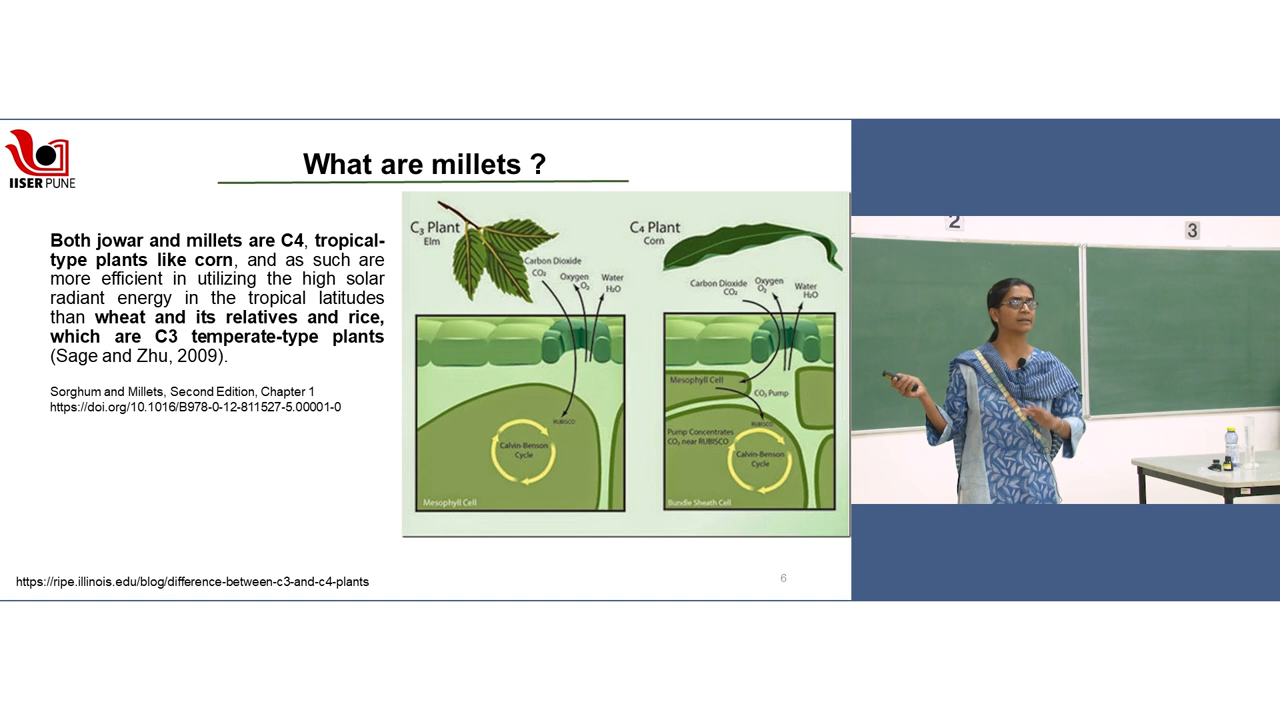 IISER PUNE
What are millets ?
Both jowar and millets are C4, tropical-
type plants like corn, and as such are
more efficient in utilizing the high solar
radiant energy in the tropical latitudes
than wheat and its relatives and rice,
which are C3 temperate-type plants
(Sage and Zhu, 2009).
Sorghum and Millets, Second Edition, Chapter 1
https://doi.org/10.1016/B978-0-12-811527-5.00001-0
C₃ Plant
Elm
Carbon Dioxide
CO₂
Oxygen
O₂
Water
H₂O
RUBISCO
Calvin-Benson
Cycle
Mesophyll Cell
C₄ Plant
Corn
Carbon Dioxide
CO₂
Oxygen
O₂
Water
H₂O
Mesophyll Cell
CO₂ Pump
Pump Concentrates
CO₂ near RUBISCO
RUBISCO
Calvin-Benson
Cycle
Bundle Sheath Cell
https://ripe.illinois.edu/blog/difference-between-c3-and-c4-plants
6
2
3